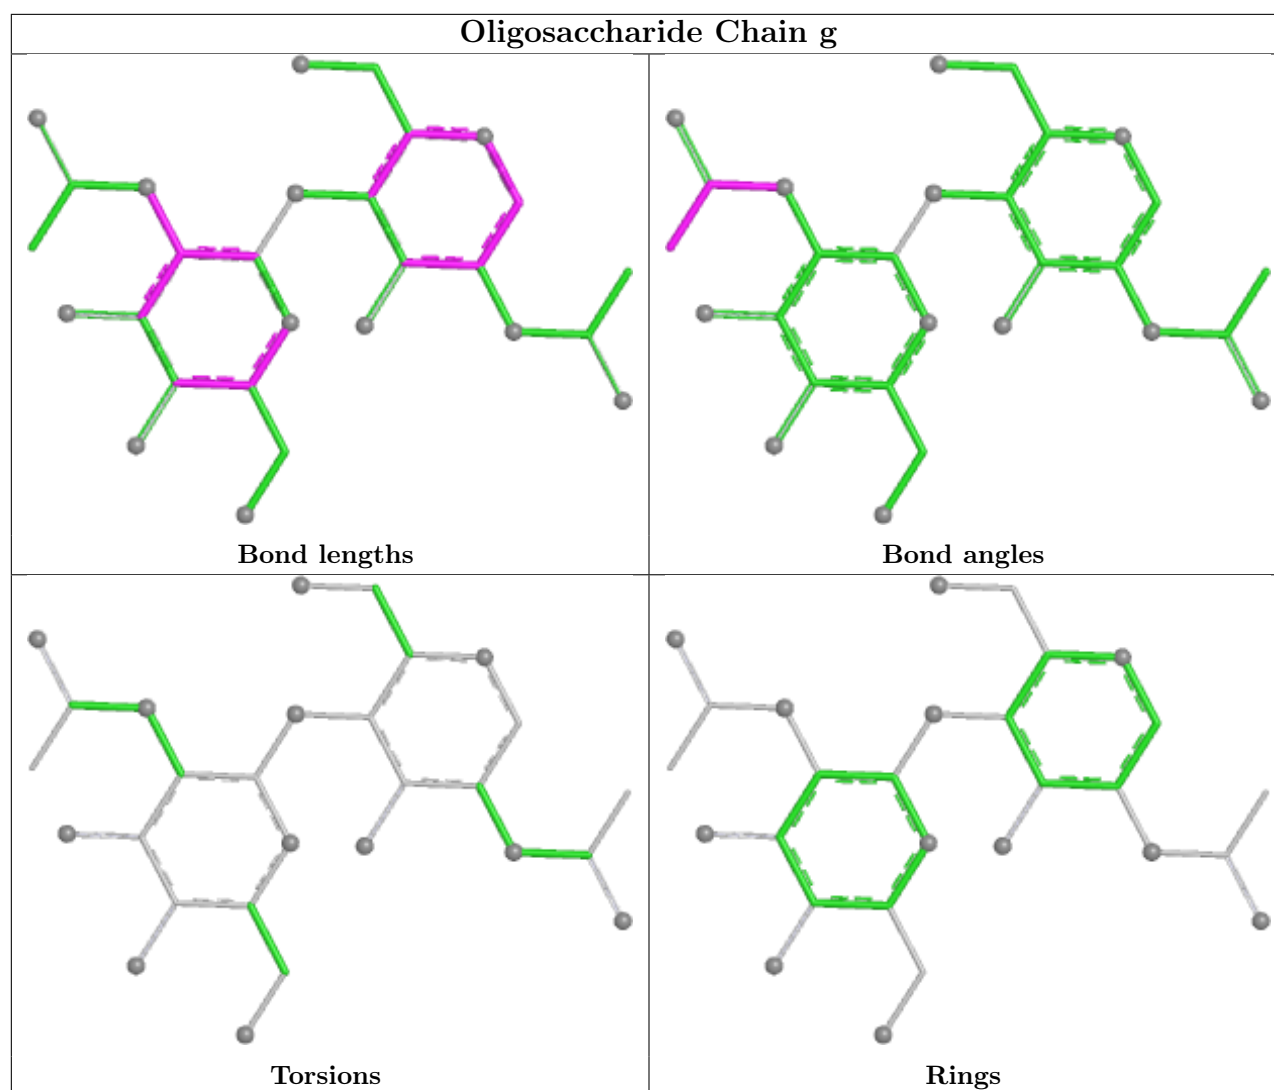 Oligosaccharide Chain g
Bond lengths
Bond angles
Torsions
Rings